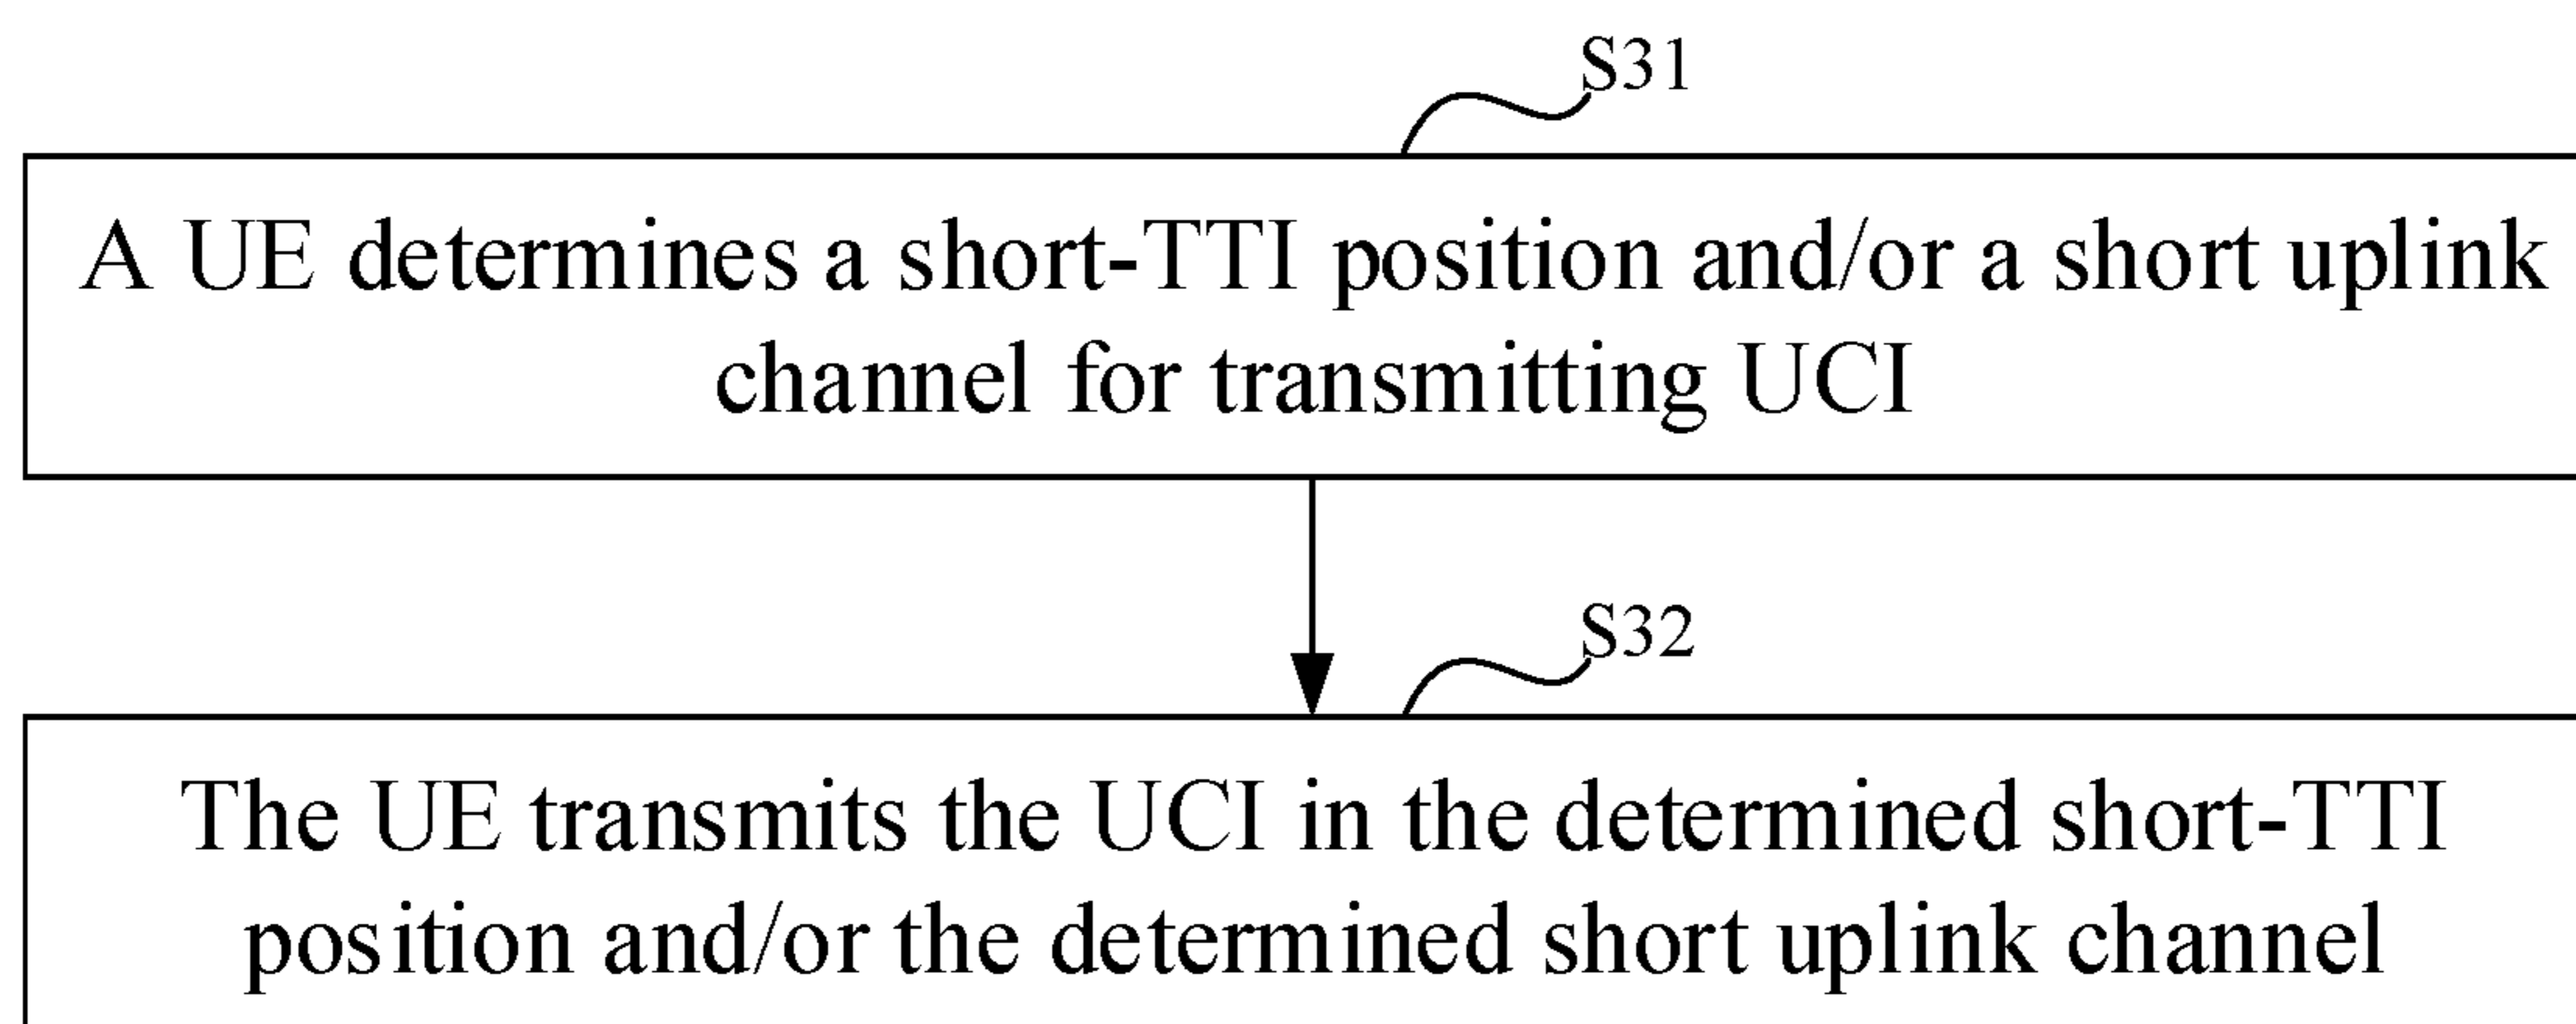 S31
A UE determines a short-TTI position and/or a short uplink
channel for transmitting UCI
S32
The UE transmits the UCI in the determined short-TTI
position and/or the determined short uplink channel